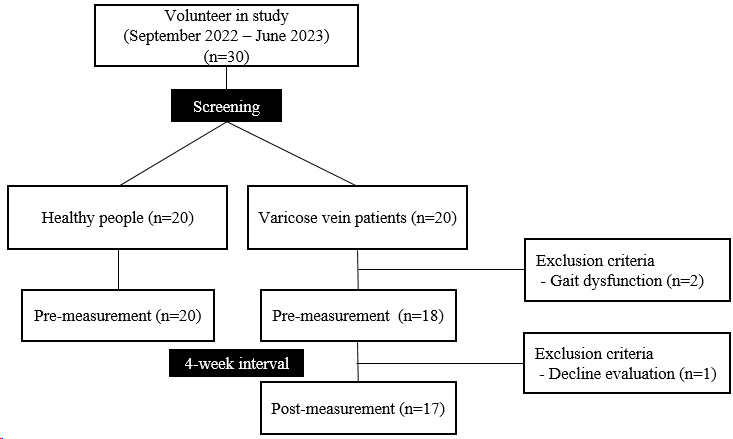 Volunteer in study
(September 2022 – June 2023)
(n=30)
Screening
Healthy people (n=20)
Varicose vein patients (n=20)
Exclusion criteria
- Gait dysfunction (n=2)
Pre-measurement (n=20)
Pre-measurement (n=18)
4-week interval
Exclusion criteria
- Decline evaluation (n=1)
Post-measurement (n=17)